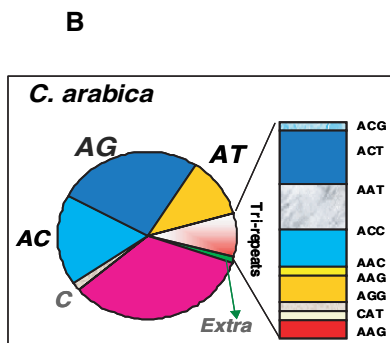 B
C. arabica
AG
AT
AC
C
Tri-repeats
Extra
ACG
ACT
AAT
ACC
AAC
AAG
AGG
CAT
AAG